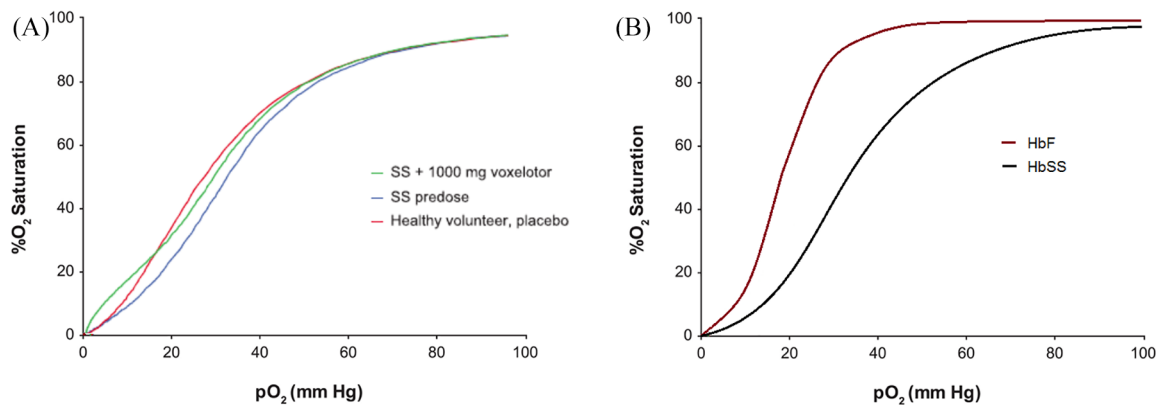 (A)
100
80
60
40
20
0
%O₂ Saturation
SS + 1000 mg voxelotor
SS predose
Healthy volunteer, placebo
0 20 40 60 80 100
pO₂ (mm Hg)
(B)
100
80
60
40
20
0
%O₂ Saturation
HbF
HbSS
0 20 40 60 80 100
pO₂ (mm Hg)